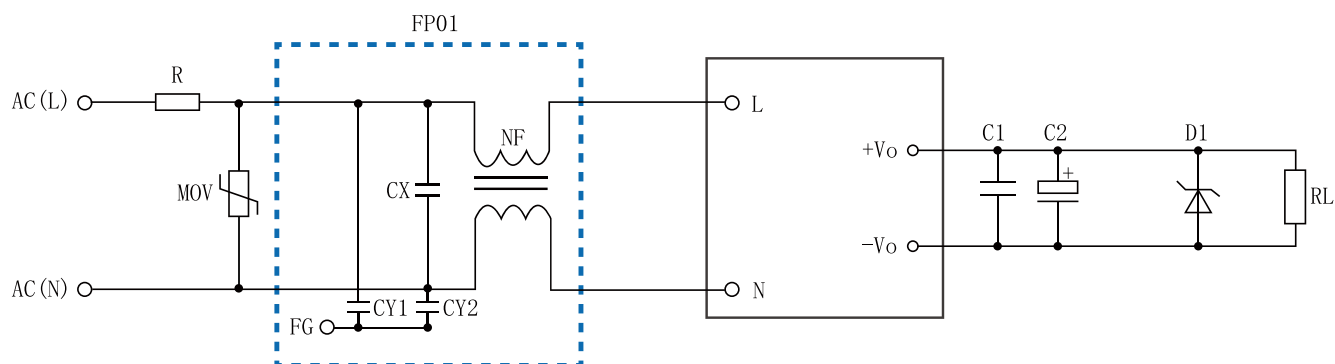 FP01
R
AC(L)
L
NF
C1
C2
D1
+Vo
+
MOV
CX
RL
-Vo
AC(N)
N
CY1
CY2
FG